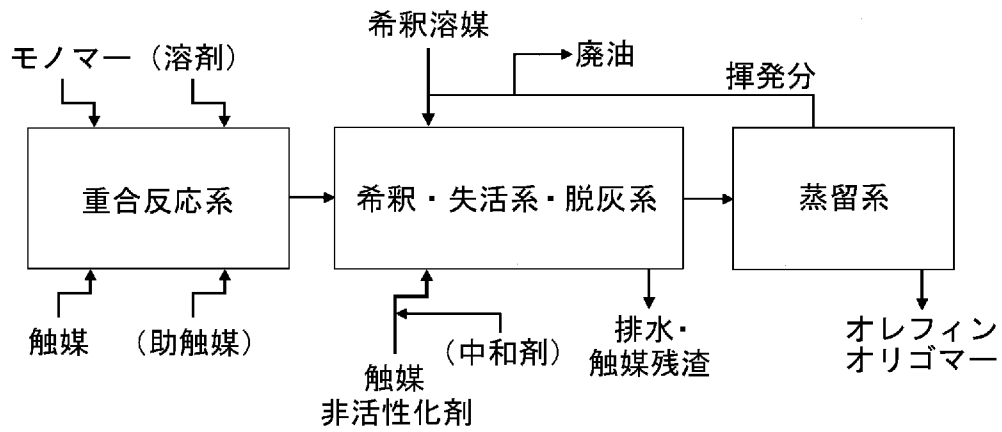 希釈溶媒
モノマー（溶剤）
廃油
揮発分
重合反応系
希釈・失活系・脱灰系
蒸留系
触媒
（助触媒）
（中和剤）
触媒
非活性化剤
排水・
触媒残渣
オレフィン
オリゴマー